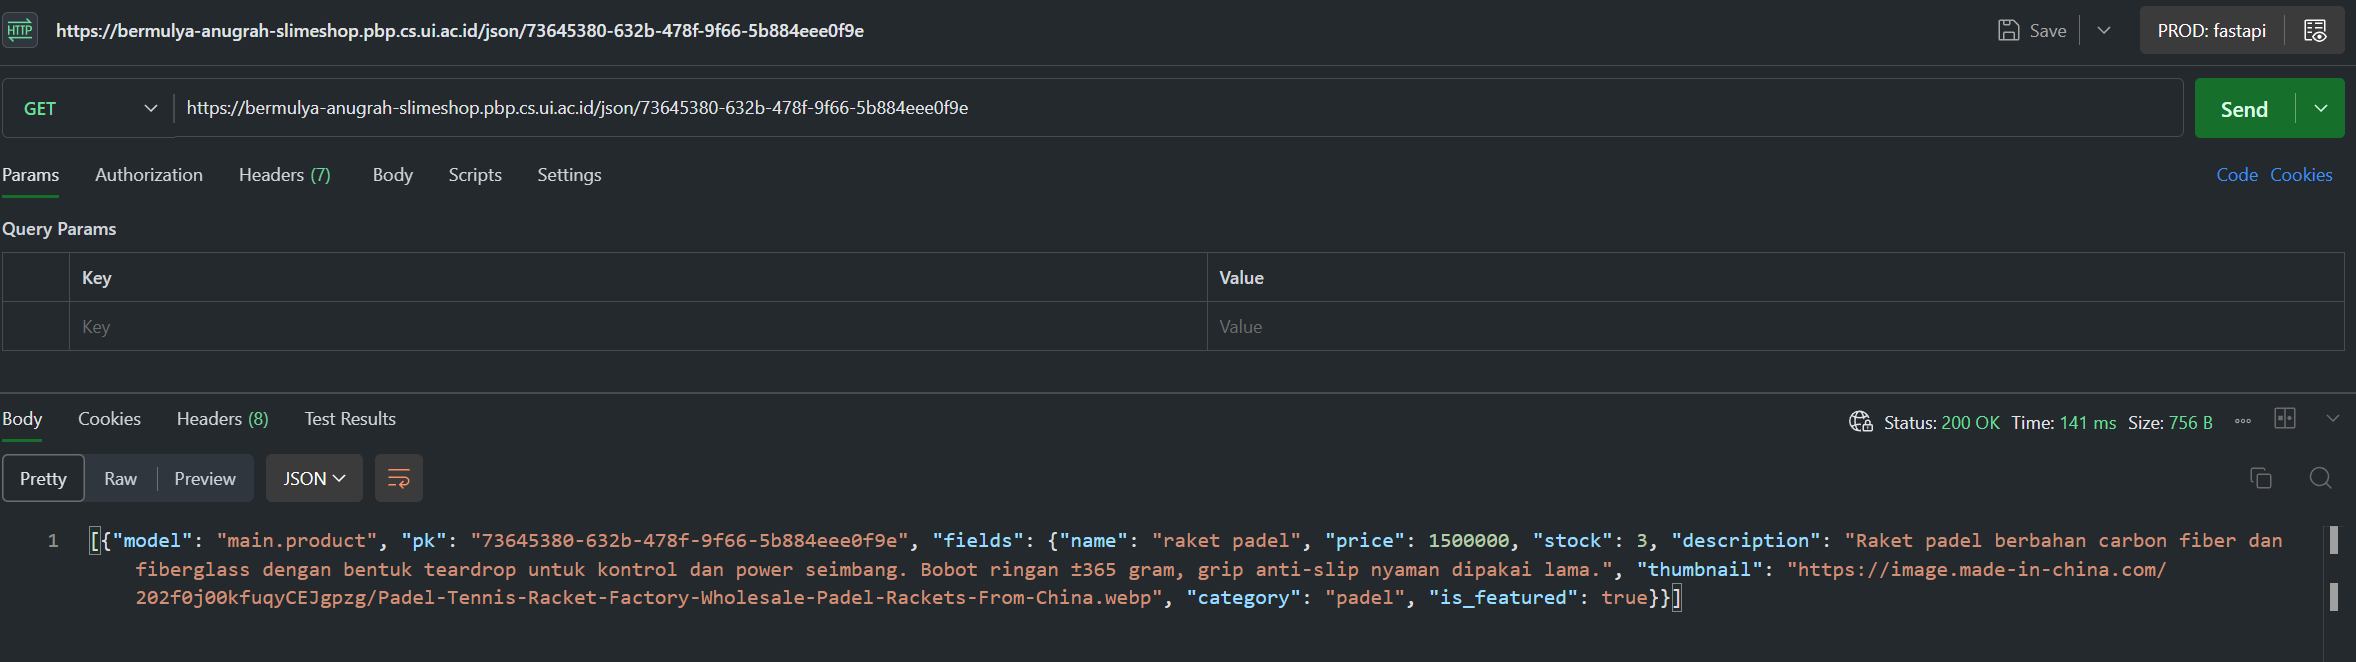 HTTP https://bermulya-anugrah-slimeshop.pbp.cs.ui.ac.id/json/73645380-632b-478f-9f66-5b884eee0f9e Save PROD: fastapi
GET https://bermulya-anugrah-slimeshop.pbp.cs.ui.ac.id/json/73645380-632b-478f-9f66-5b884eee0f9e Send
Params Authorization Headers (7) Body Scripts Settings Code Cookies
Query Params
Key Value
Key Value
Body Cookies Headers (8) Test Results Status: 200 OK Time: 141 ms Size: 756 B
Pretty Raw Preview JSON
1 [{"model": "main.product", "pk": "73645380-632b-478f-9f66-5b884eee0f9e", "fields": {"name": "raket padel", "price": 1500000, "stock": 3, "description": "Raket padel berbahan carbon fiber dan
fiberglass dengan bentuk teardrop untuk kontrol dan power seimbang. Bobot ringan ±365 gram, grip anti-slip nyaman dipakai lama.", "thumbnail": "https://image.made-in-china.com/
202f0j00kfuqyCEJgpzg/Padel-Tennis-Racket-Factory-Wholesale-Padel-Rackets-From-China.webp", "category": "padel", "is_featured": true}}]